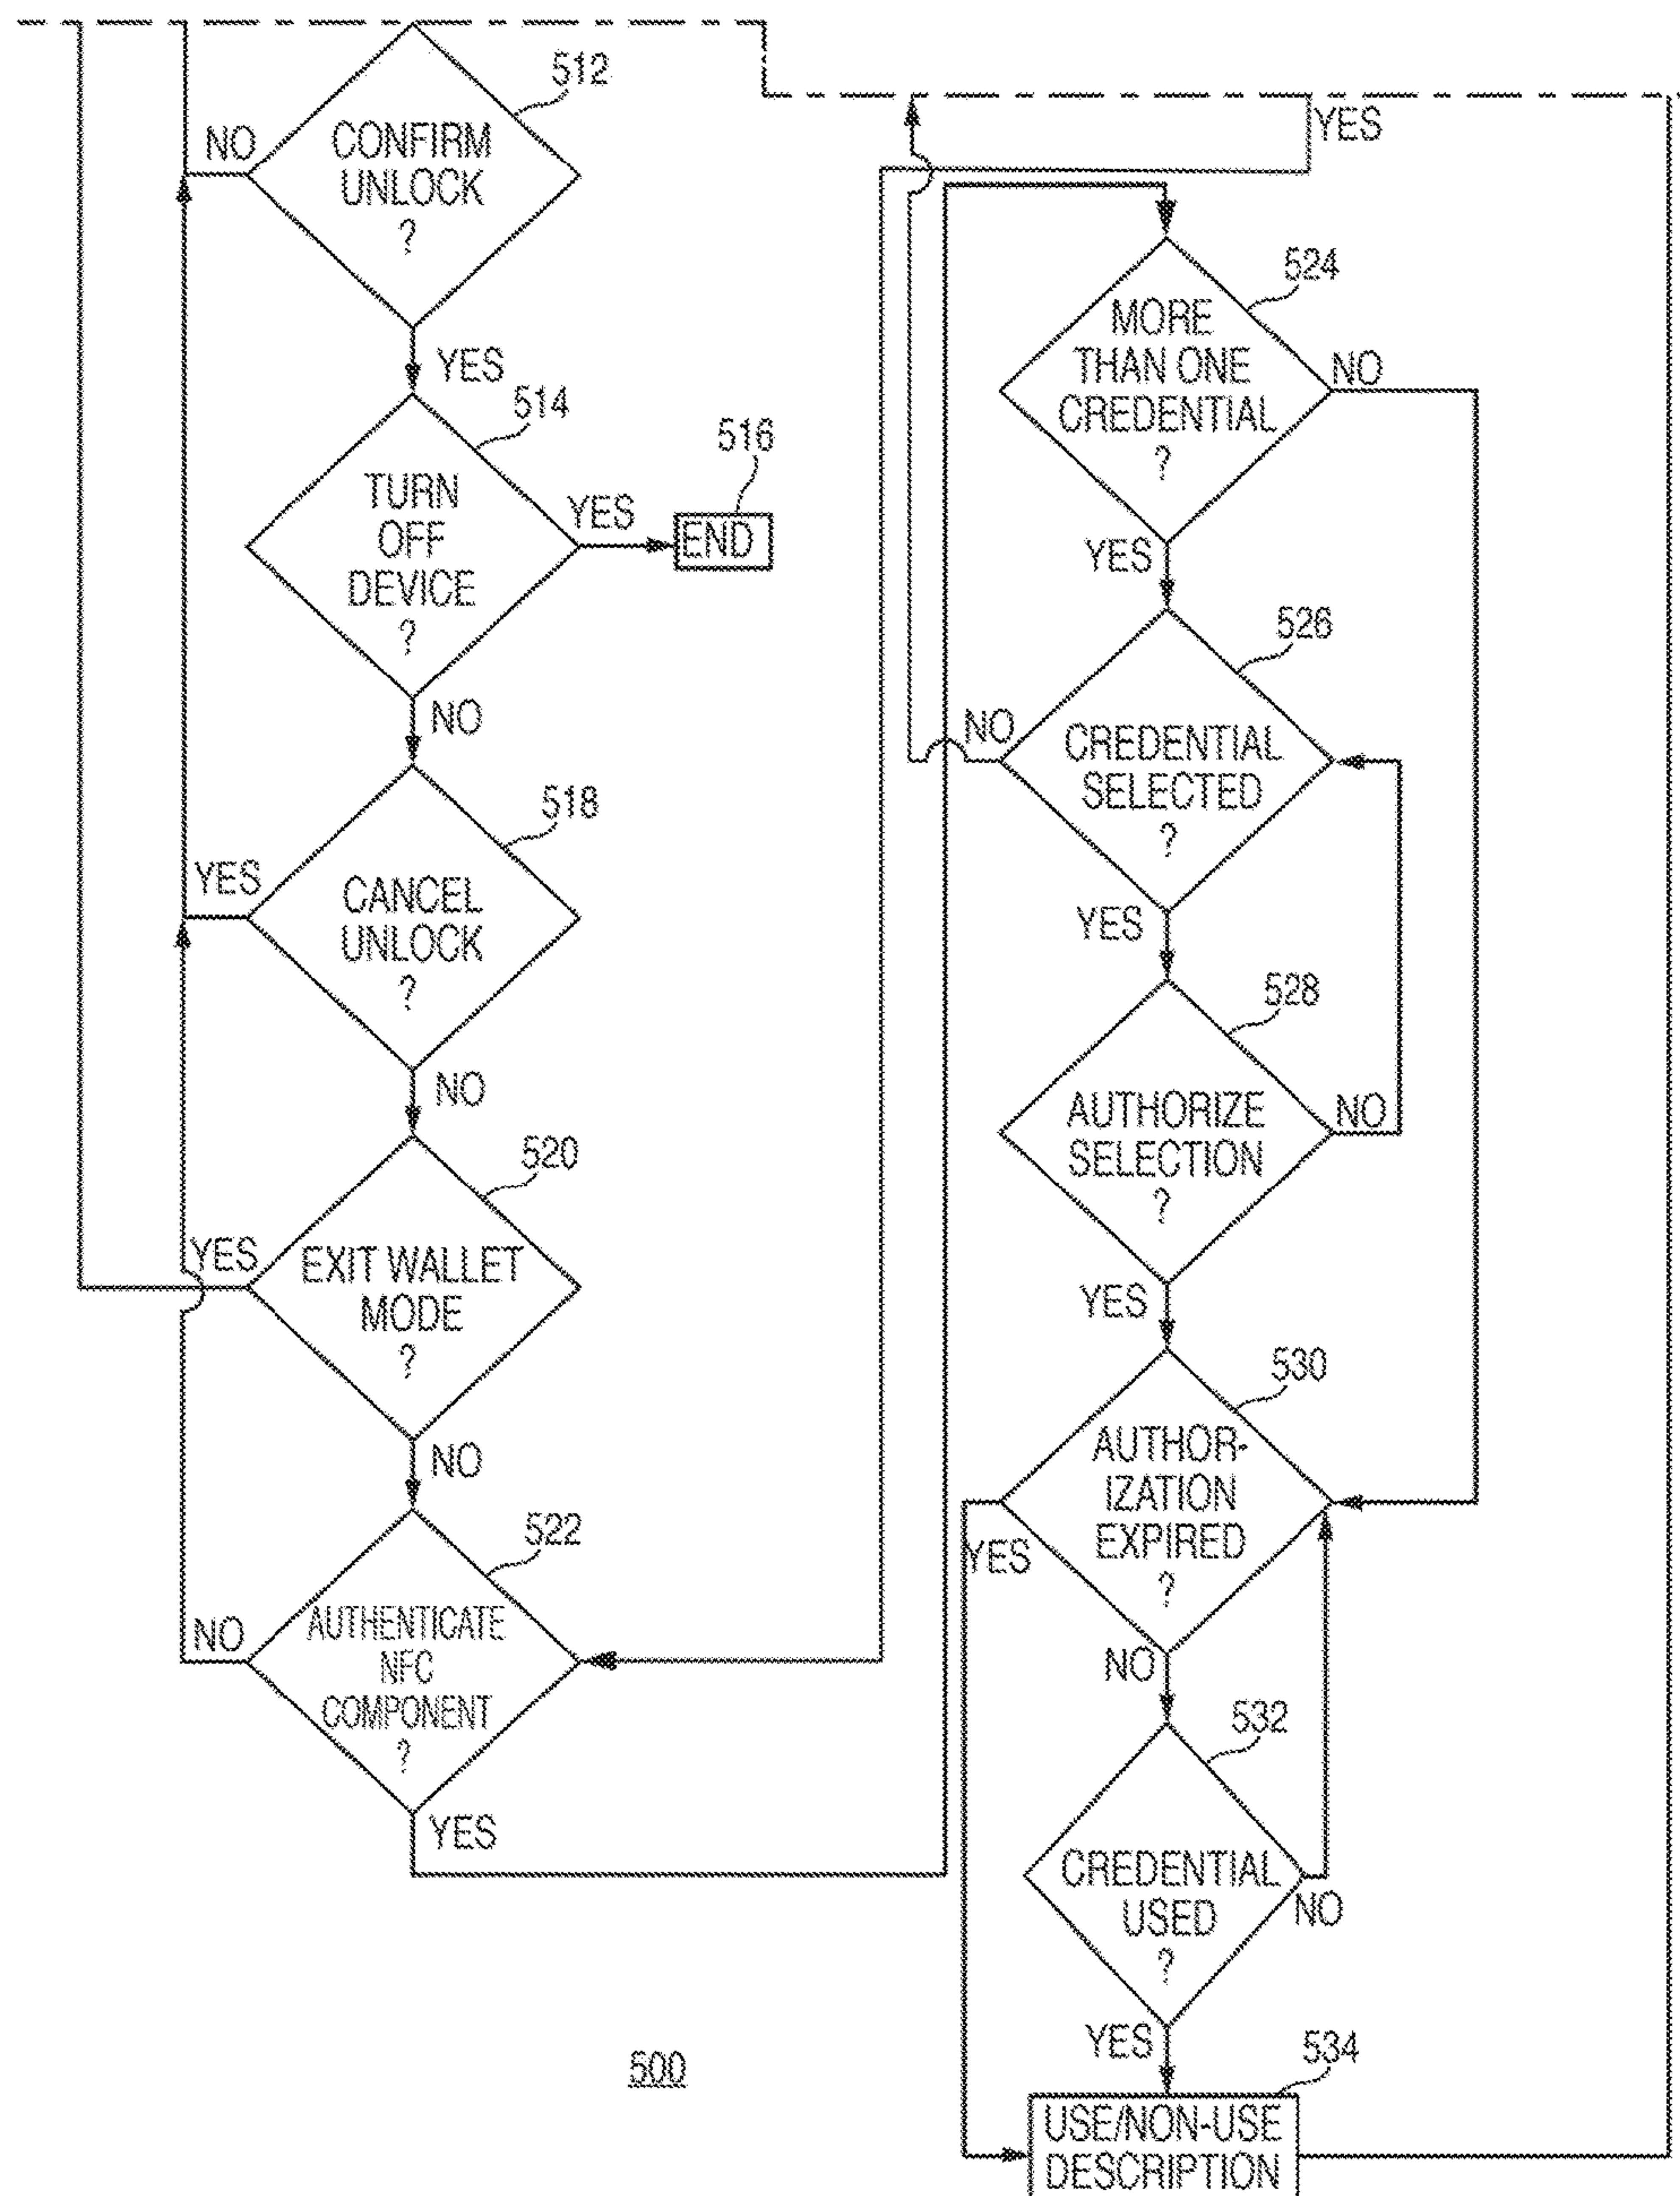 512
NO
CONFIRM
UNLOCK
?
YES
514
TURN
OFF
DEVICE
?
YES
516
END
NO
518
YES
CANCEL
UNLOCK
?
NO
520
YES
EXIT WALLET
MODE
?
NO
522
NO
AUTHENTICATE
NFC
COMPONENT
?
YES
YES
524
MORE
THAN ONE
CREDENTIAL
?
NO
YES
526
NO
CREDENTIAL
SELECTED
?
YES
528
AUTHORIZE
SELECTION
?
NO
YES
530
AUTHOR-
IZATION
EXPIRED
?
YES
NO
532
CREDENTIAL
USED
?
NO
YES
534
USE/NON-USE
DESCRIPTION
500